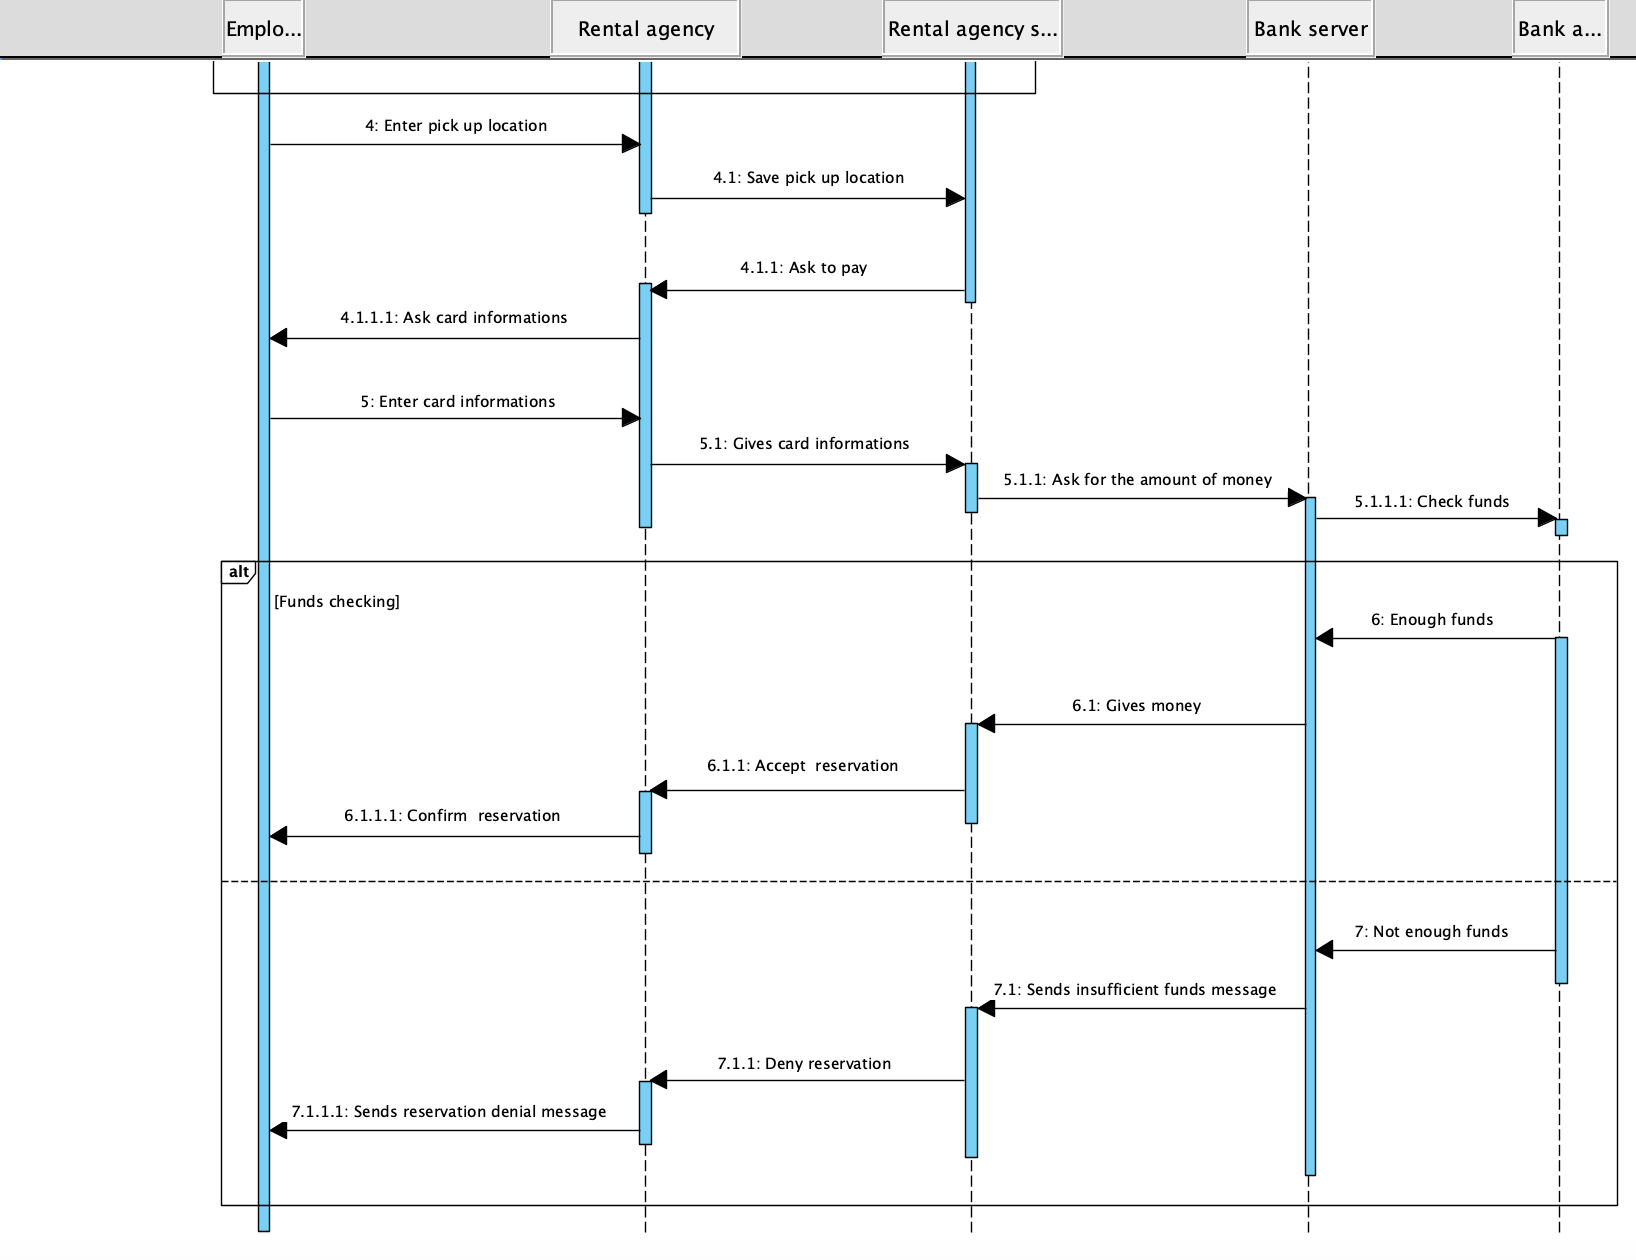 Emplo...
Rental agency
Rental agency s...
Bank server
Bank a...
4: Enter pick up location
4.1: Save pick up location
4.1.1: Ask to pay
4.1.1.1: Ask card informations
5: Enter card informations
5.1: Gives card informations
5.1.1: Ask for the amount of money
5.1.1.1: Check funds
alt
[Funds checking]
6: Enough funds
6.1: Gives money
6.1.1: Accept  reservation
6.1.1.1: Confirm  reservation
7: Not enough funds
7.1: Sends insufficient funds message
7.1.1: Deny reservation
7.1.1.1: Sends reservation denial message